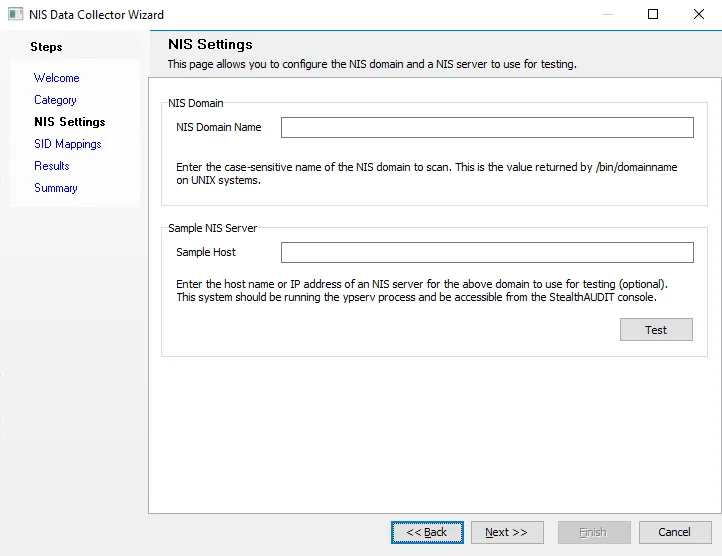 NIS Data Collector Wizard
Steps
Welcome
Category
NIS Settings
SID Mappings
Results
Summary
NIS Settings
This page allows you to configure the NIS domain and a NIS server to use for testing.
NIS Domain
NIS Domain Name
Enter the case-sensitive name of the NIS domain to scan. This is the value returned by /bin/domainname
on UNIX systems.
Sample NIS Server
Sample Host
Enter the host name or IP address of an NIS server for the above domain to use for testing (optional).
This system should be running the ypserv process and be accessible from the StealthAUDIT console.
Test
<< Back
Next >>
Finish
Cancel